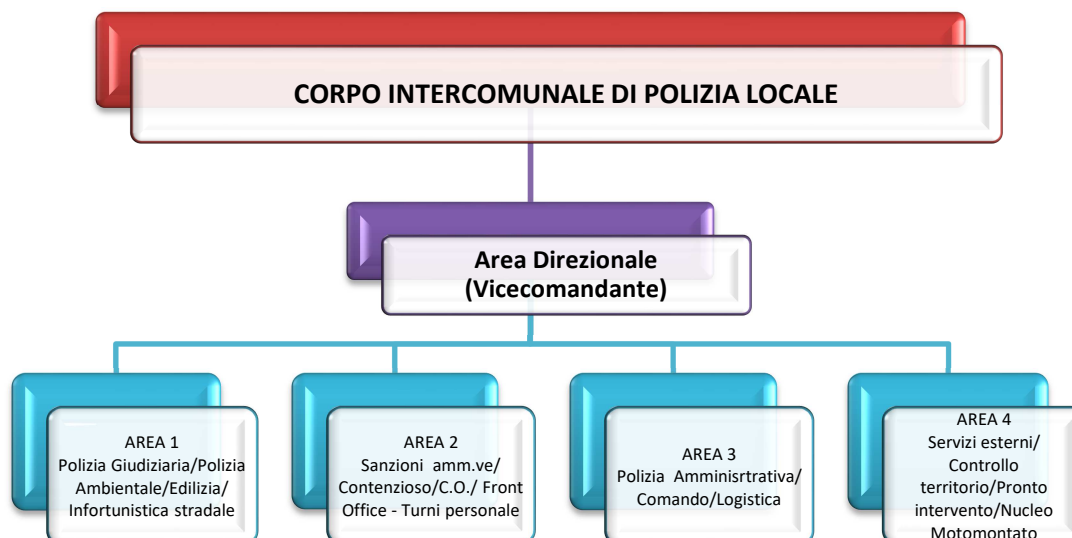 CORPO INTERCOMUNALE DI POLIZIA LOCALE
Area Direzionale
(Vicecomandante)
AREA 1
Polizia Giudiziaria/Polizia
Ambientale/Edilizia/
Infortunistica stradale
AREA 2
Sanzioni amm.ve/
Contenzioso/C.O./ Front
Office - Turni personale
AREA 3
Polizia Amminisrtrativa/
Comando/Logistica
AREA 4
Servizi esterni/
Controllo
territorio/Pronto
intervento/Nucleo
Motomontato